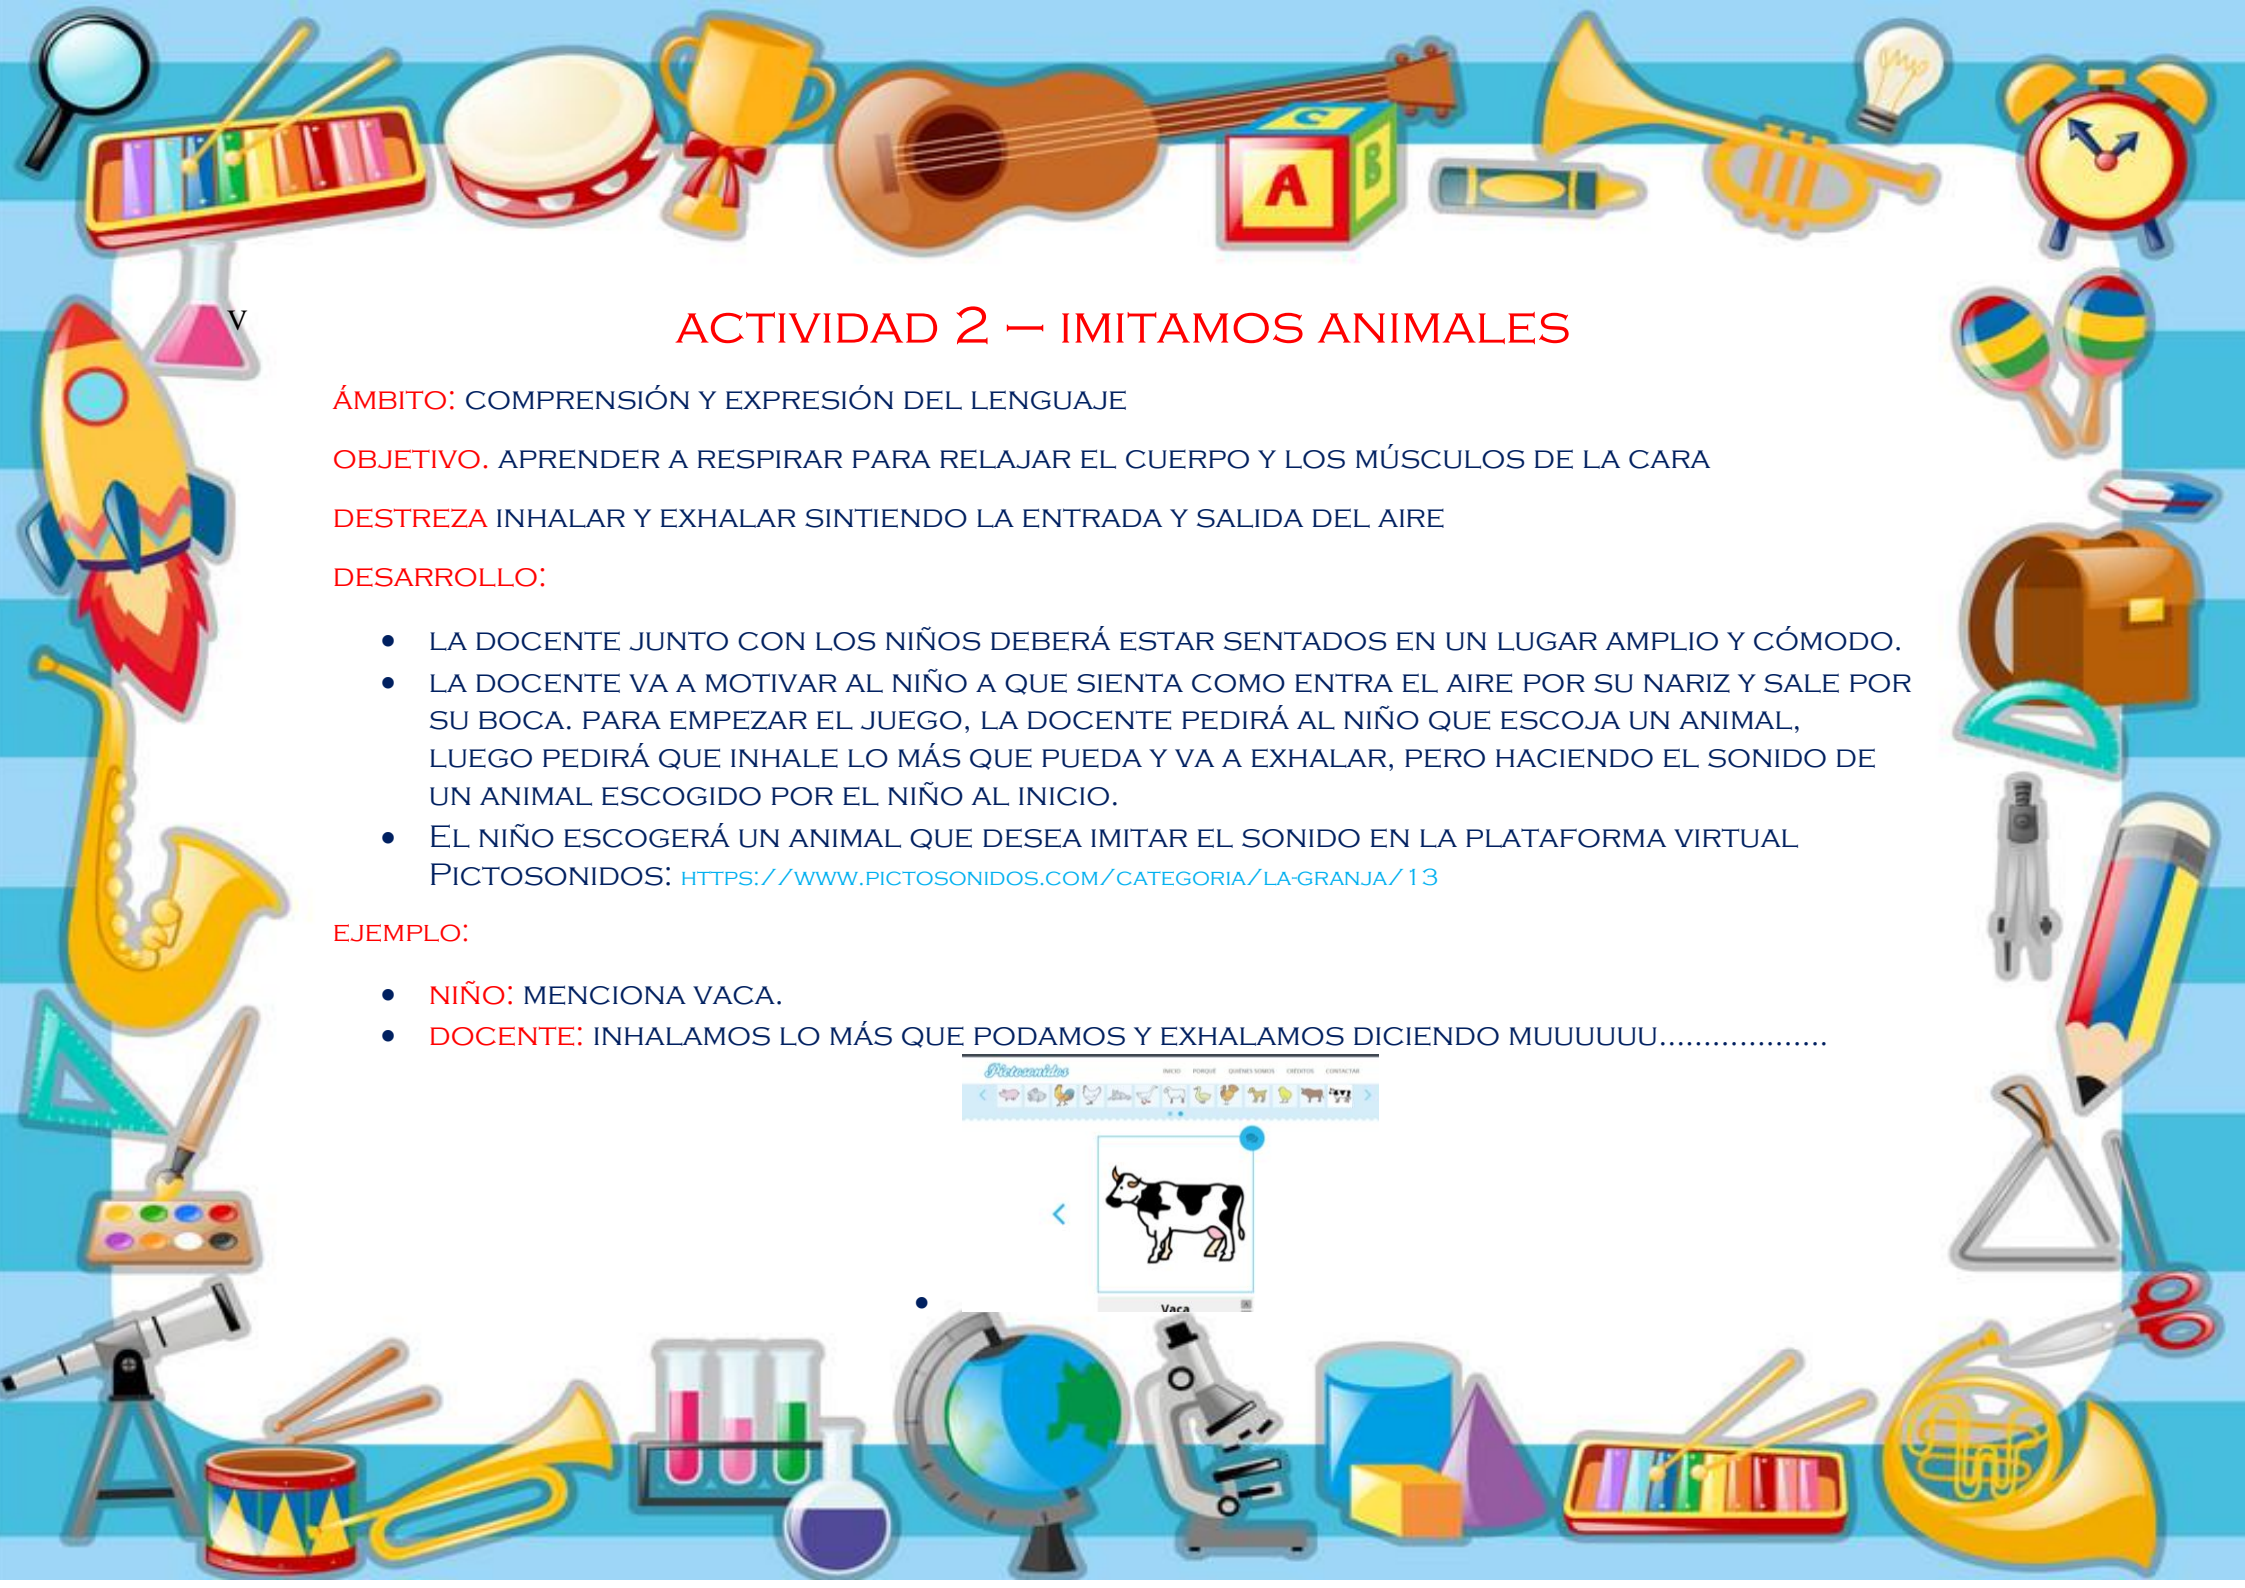 V
ACTIVIDAD 2 – IMITAMOS ANIMALES
ÁMBITO: COMPRENSIÓN Y EXPRESIÓN DEL LENGUAJE
OBJETIVO. APRENDER A RESPIRAR PARA RELAJAR EL CUERPO Y LOS MÚSCULOS DE LA CARA
DESTREZA INHALAR Y EXHALAR SINTIENDO LA ENTRADA Y SALIDA DEL AIRE
DESARROLLO:
• LA DOCENTE JUNTO CON LOS NIÑOS DEBERÁ ESTAR SENTADOS EN UN LUGAR AMPLIO Y CÓMODO.
• LA DOCENTE VA A MOTIVAR AL NIÑO A QUE SIENTA COMO ENTRA EL AIRE POR SU NARIZ Y SALE POR
SU BOCA. PARA EMPEZAR EL JUEGO, LA DOCENTE PEDIRÁ AL NIÑO QUE ESCOJA UN ANIMAL,
LUEGO PEDIRÁ QUE INHALE LO MÁS QUE PUEDA Y VA A EXHALAR, PERO HACIENDO EL SONIDO DE
UN ANIMAL ESCOGIDO POR EL NIÑO AL INICIO.
• EL NIÑO ESCOGERÁ UN ANIMAL QUE DESEA IMITAR EL SONIDO EN LA PLATAFORMA VIRTUAL
PICTOSONIDOS: HTTPS://WWW.PICTOSONIDOS.COM/CATEGORIA/LA-GRANJA/13
EJEMPLO:
• NIÑO: MENCIONA VACA.
• DOCENTE: INHALAMOS LO MÁS QUE PODAMOS Y EXHALAMOS DICIENDO MUUUUUU...................
Pictosonidos INICIO PORQUÉ QUIÉNES SOMOS CRÉDITOS CONTACTAR
Vaca
•
A
C
B